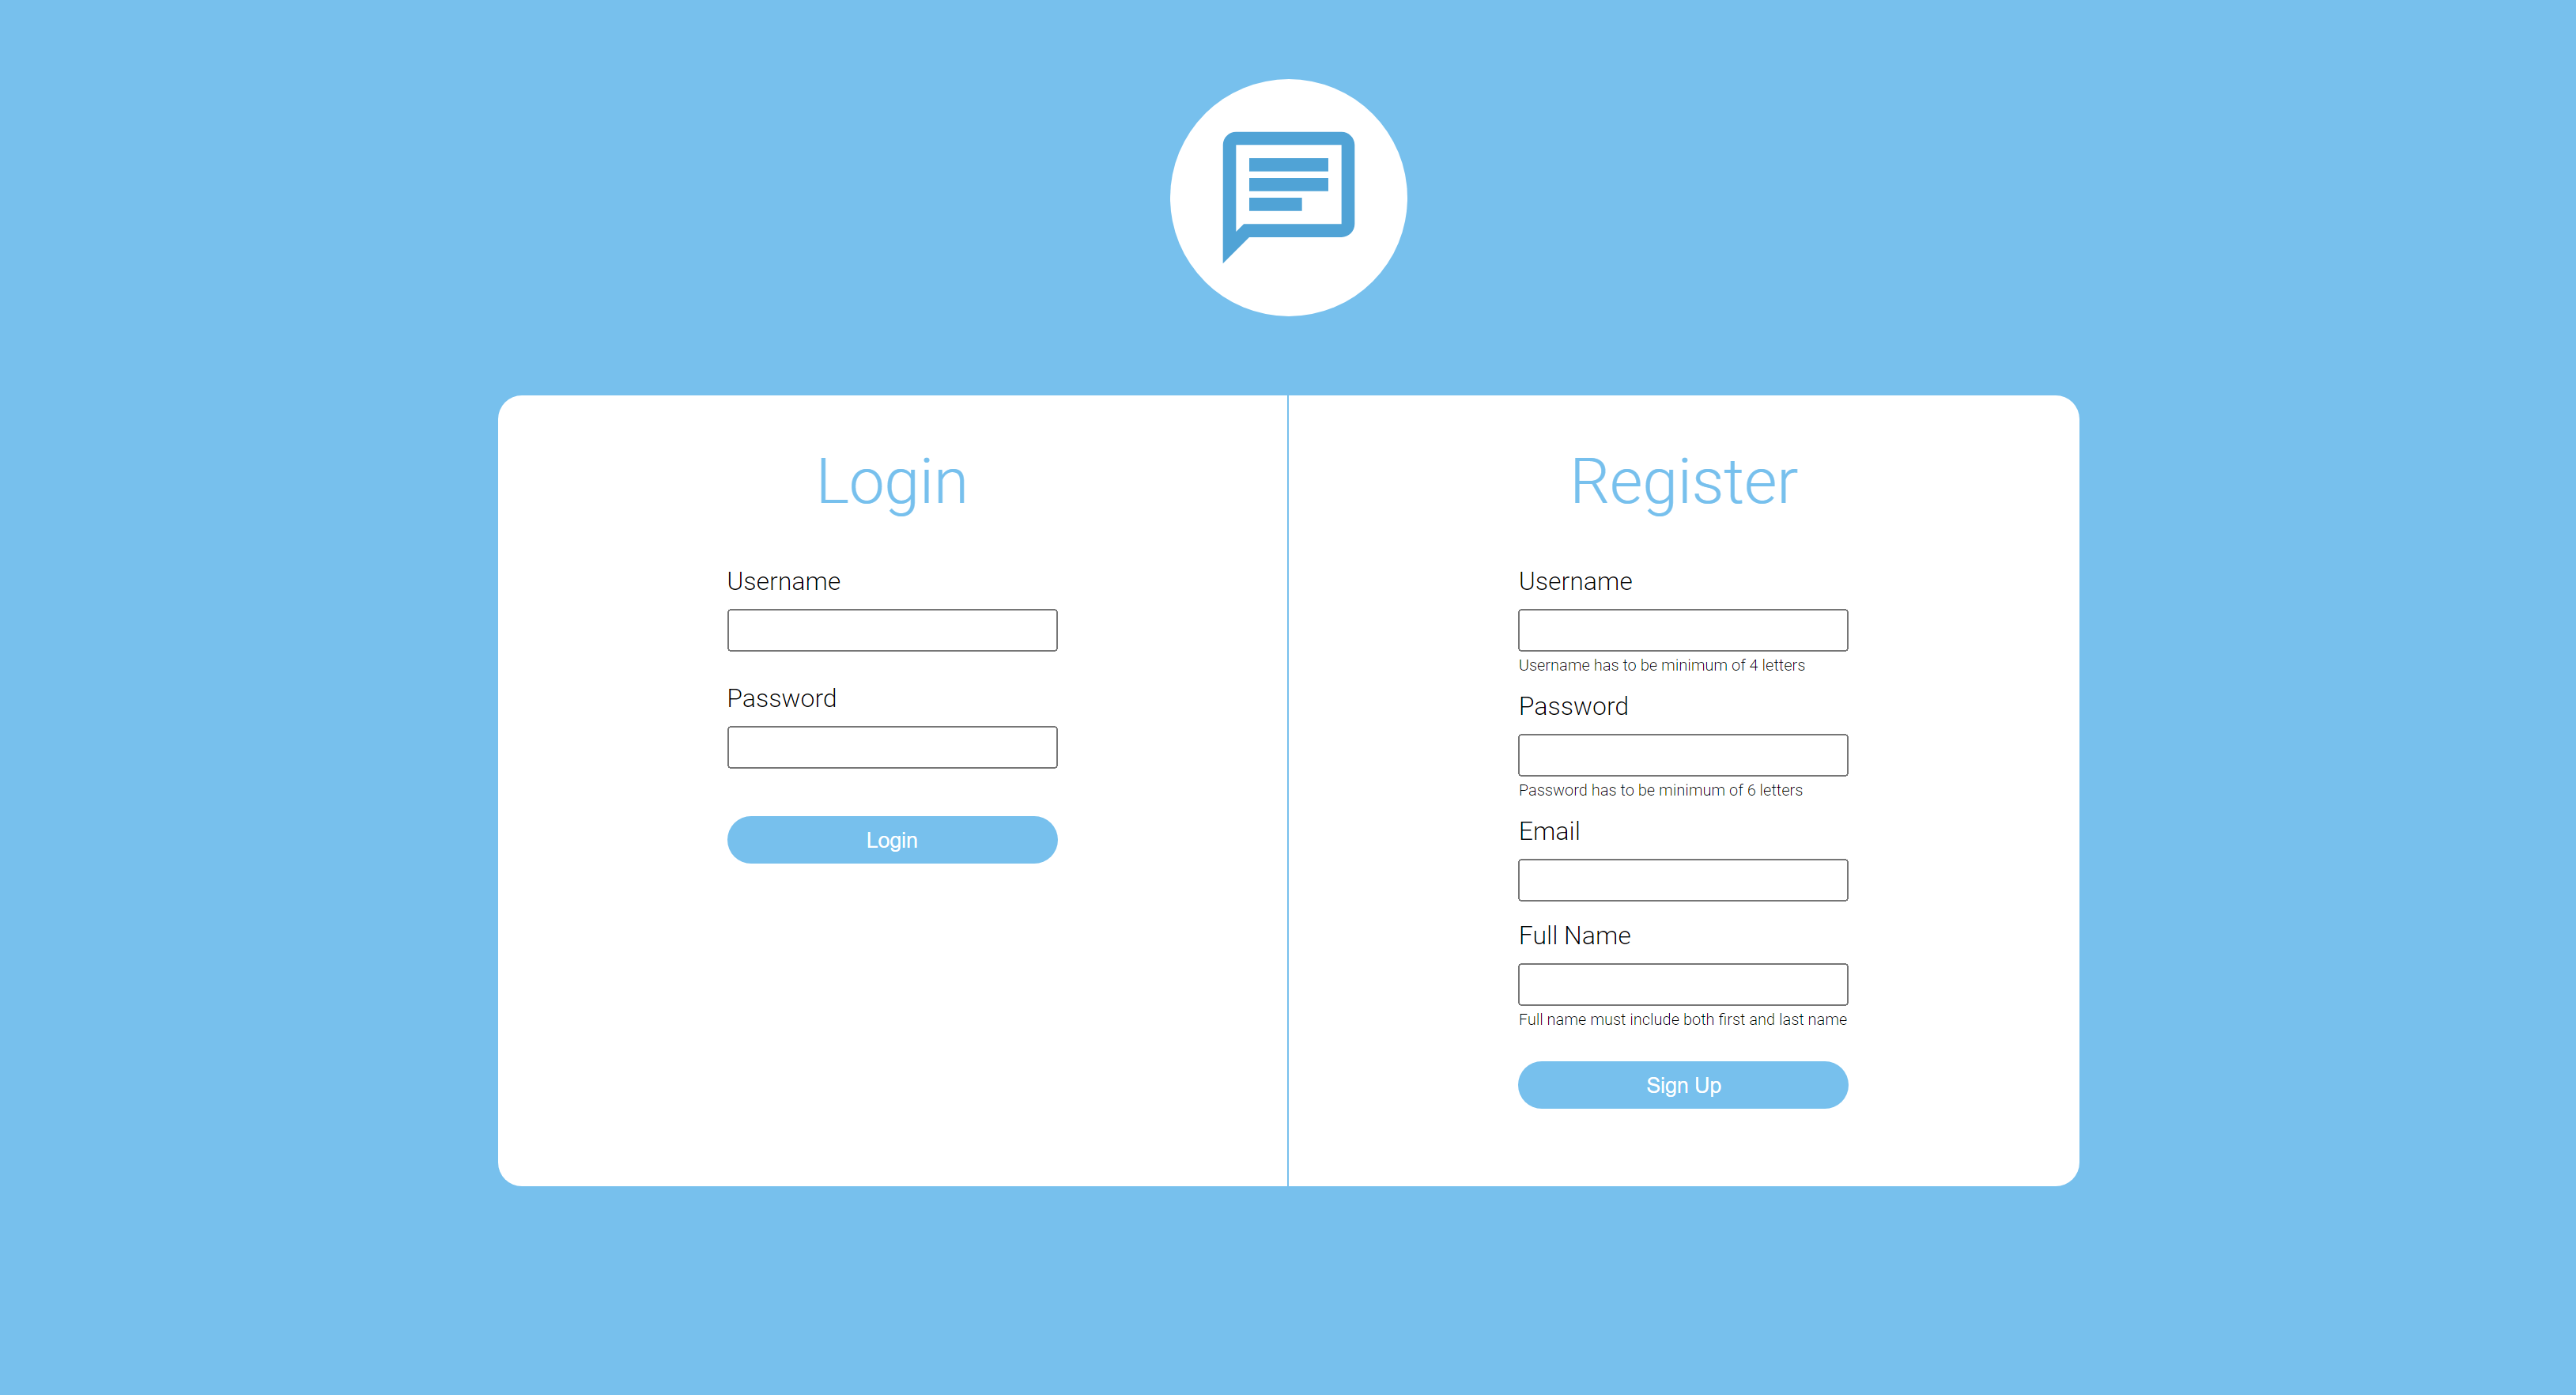 Login
Username
Password
Login
Register
Username
Username has to be minimum of 4 letters
Password
Password has to be minimum of 6 letters
Email
Full Name
Full name must include both first and last name
Sign Up